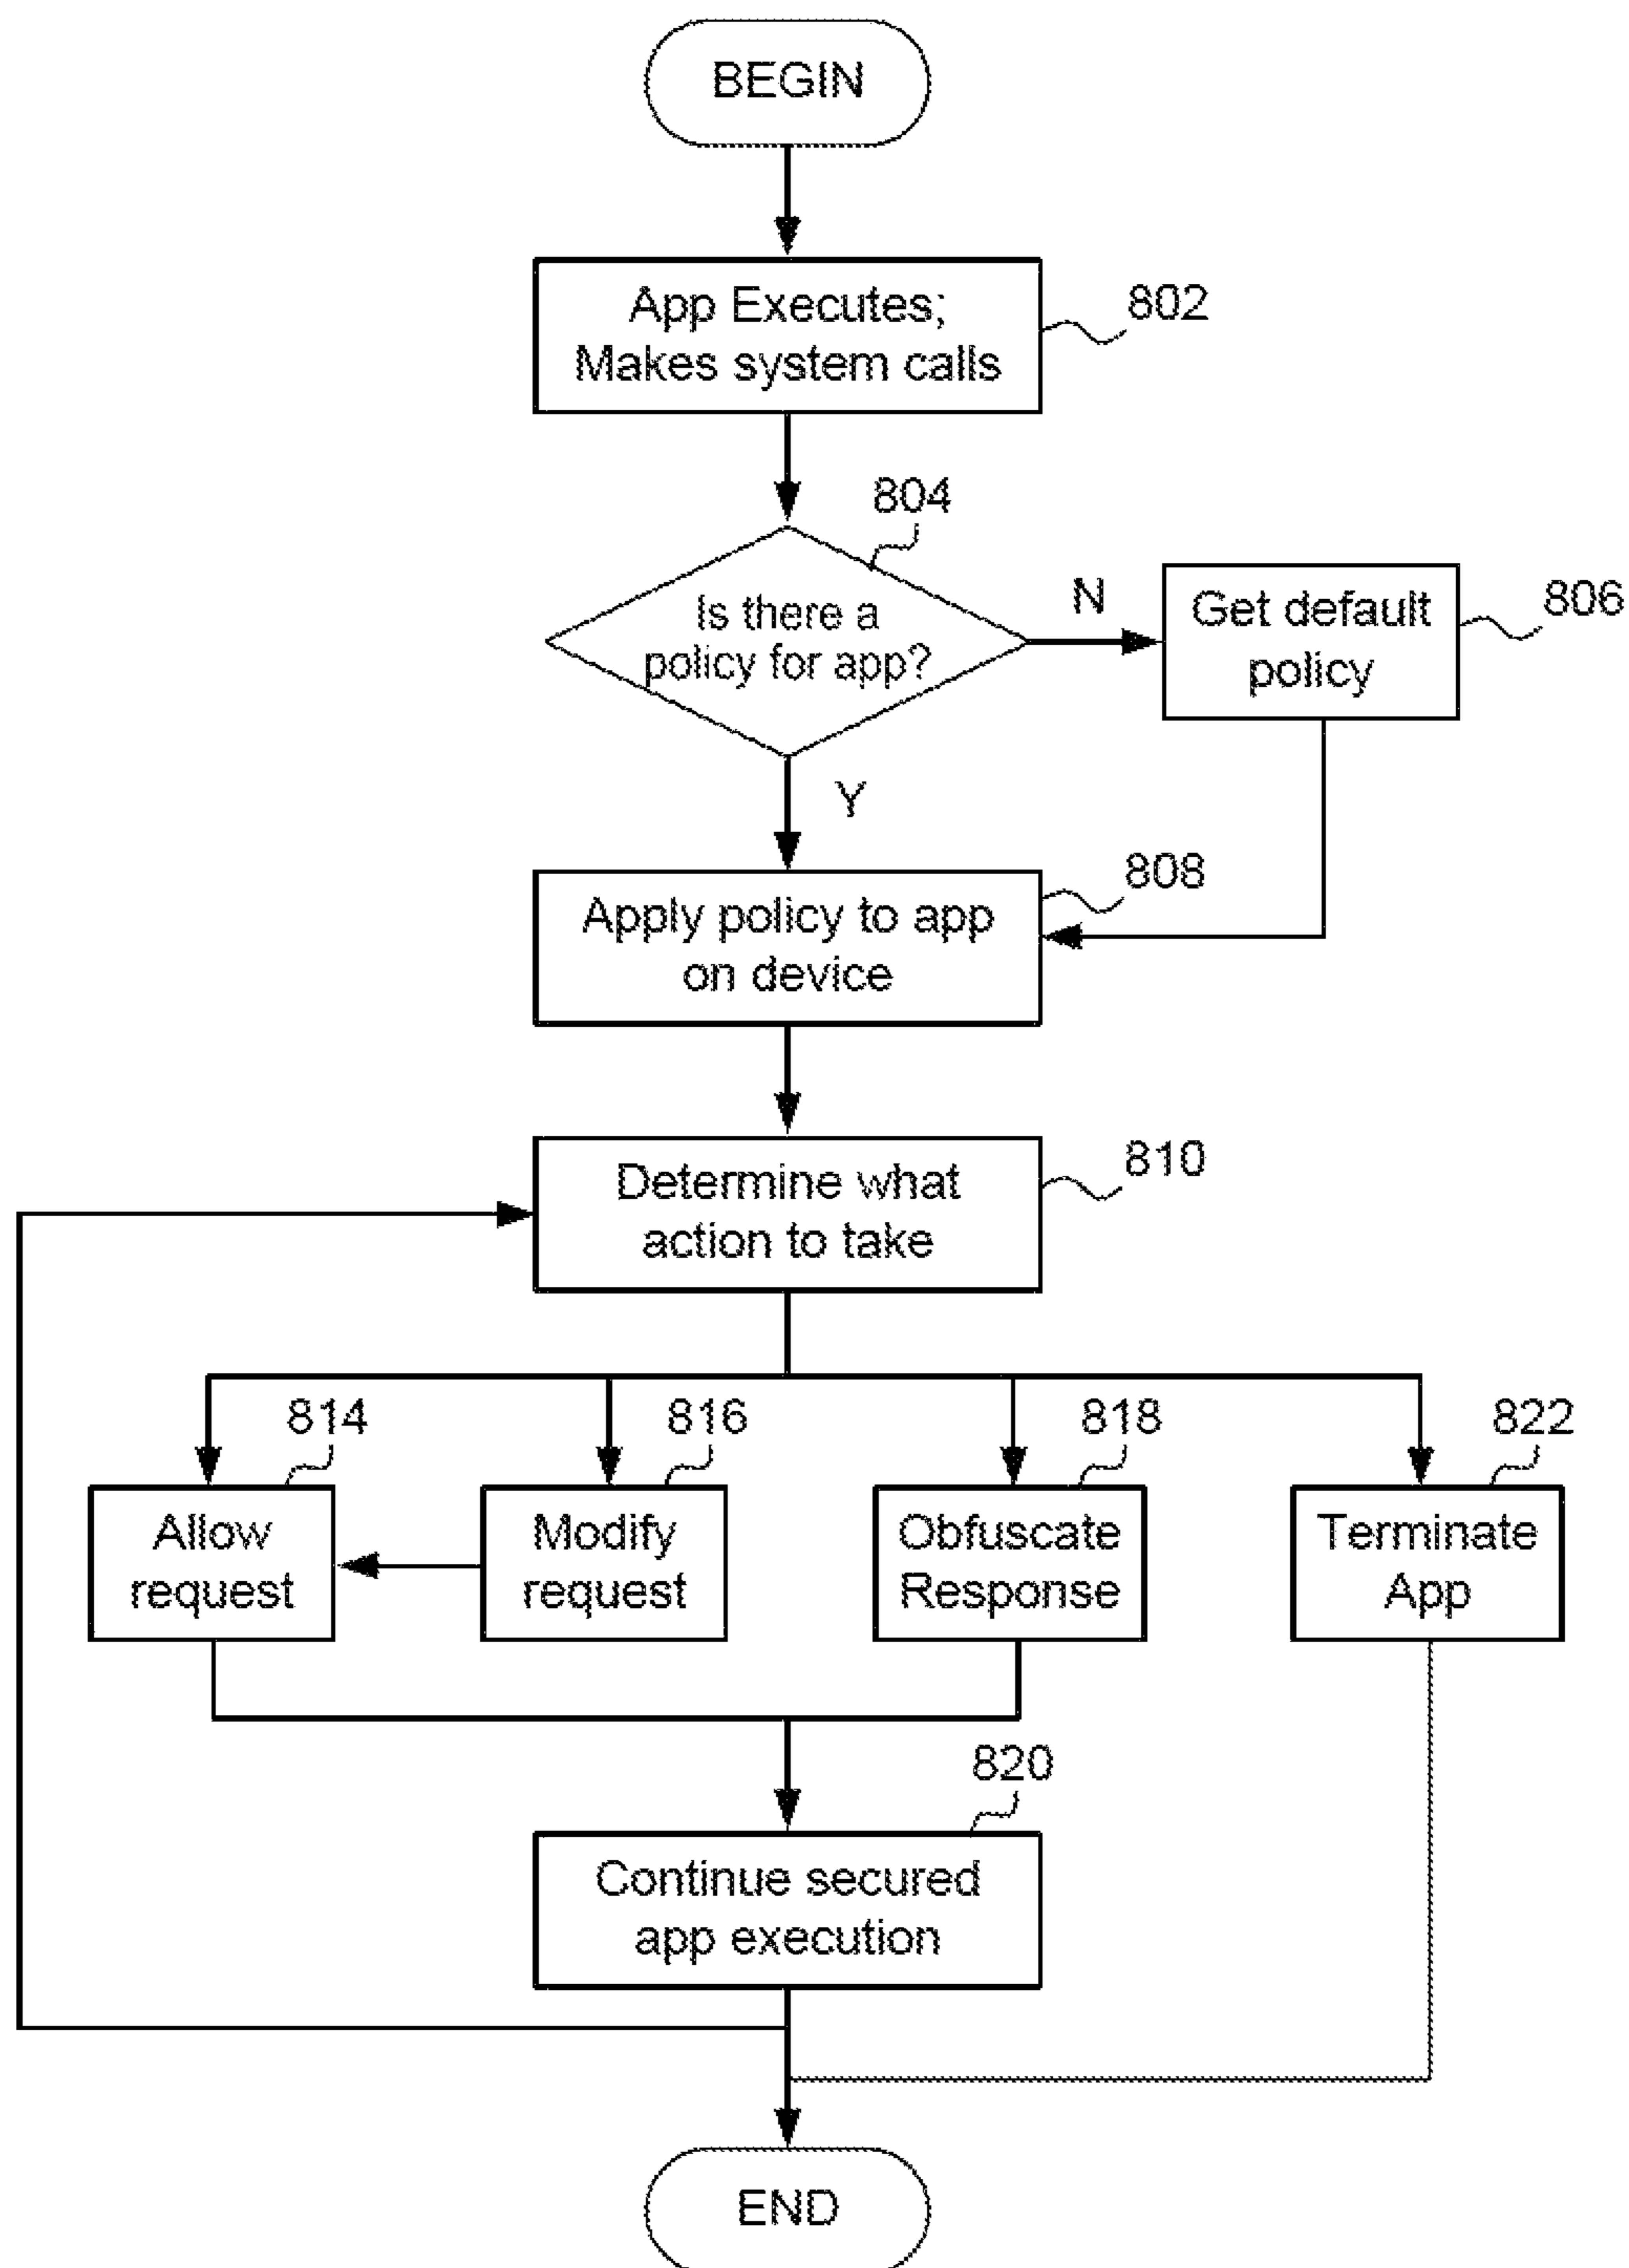 BEGIN
App Executes;
Makes system calls
802
804
Is there a
policy for app?
N
Get default
policy
806
Y
Apply policy to app
on device
808
Determine what
action to take
810
814
816
818
822
Allow
request
Modify
request
Obfuscate
Response
Terminate
App
820
Continue secured
app execution
END